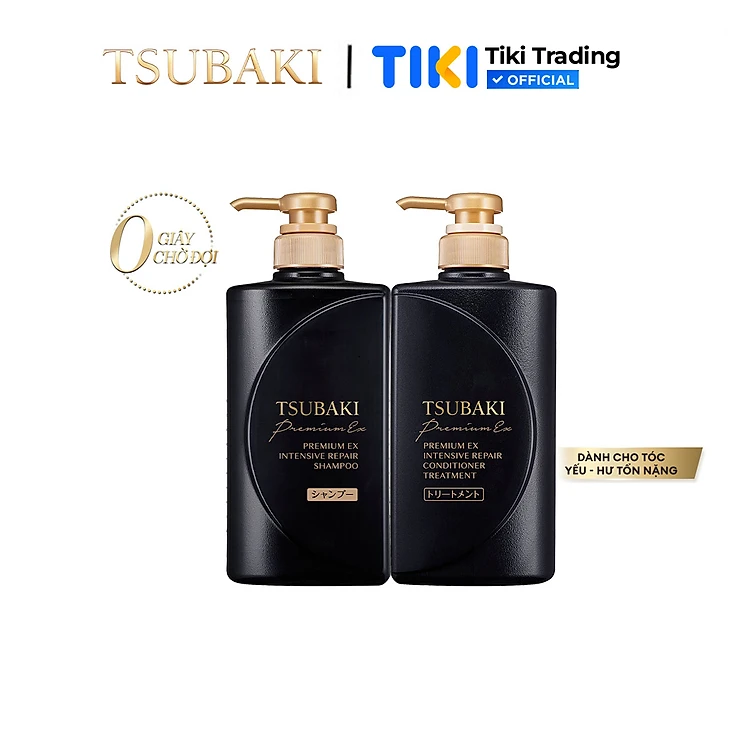 TSUBAKI
TIKI
Tiki Trading
OFFICIAL
0 GIÂY
CHỜ ĐỢI
TSUBAKI
Premium Ex
PREMIUM EX
INTENSIVE REPAIR
SHAMPOO
シャンプー
TSUBAKI
Premium Ex
PREMIUM EX
INTENSIVE REPAIR
CONDITIONER
TREATMENT
トリートメント
DÀNH CHO TÓC
YẾU - HƯ TỔN NẶNG